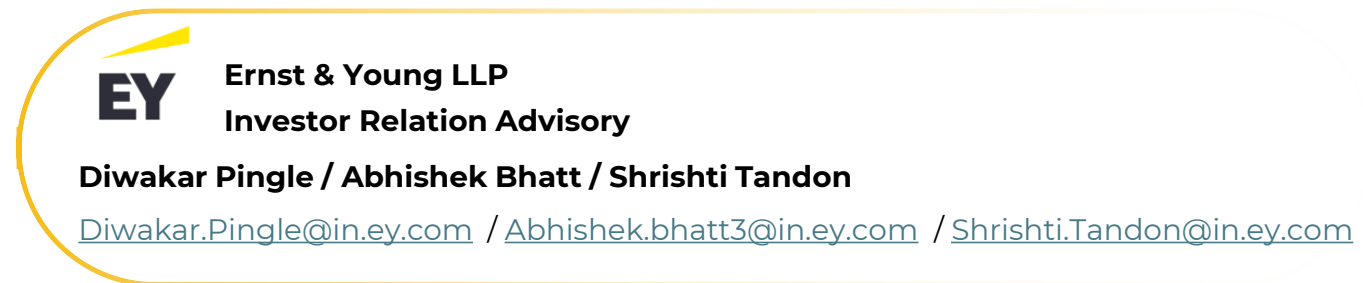 EY
Ernst & Young LLP
Investor Relation Advisory
Diwakar Pingle / Abhishek Bhatt / Shrishti Tandon
Diwakar.Pingle@in.ey.com / Abhishek.bhatt3@in.ey.com / Shrishti.Tandon@in.ey.com